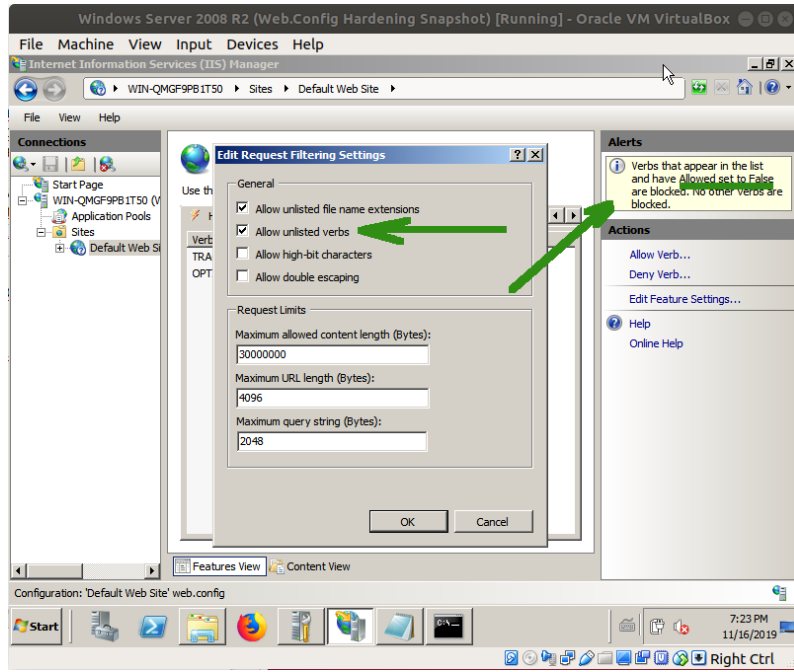 Windows Server 2008 R2 (Web.Config Hardening Snapshot) [Running] - Oracle VM VirtualBox
File Machine View Input Devices Help
Internet Information Services (IIS) Manager
WIN-QMGF9PB1T50 Sites Default Web Site
File View Help
Connections
Start Page
WIN-QMGF9PB1T50 (V
Application Pools
Sites
Default Web Si
Use th
Verb
TRA
OPT
Edit Request Filtering Settings
General
Allow unlisted file name extensions
Allow unlisted verbs
Allow high-bit characters
Allow double escaping
Request Limits
Maximum allowed content length (Bytes):
30000000
Maximum URL length (Bytes):
4096
Maximum query string (Bytes):
2048
OK Cancel
Alerts
Verbs that appear in the list
and have Allowed set to False
are blocked. No other verbs are
blocked.
Actions
Allow Verb...
Deny Verb...
Edit Feature Settings...
Help
Online Help
Features View Content View
Configuration: 'Default Web Site' web.config
Start
7:23 PM
11/16/2019
Right Ctrl